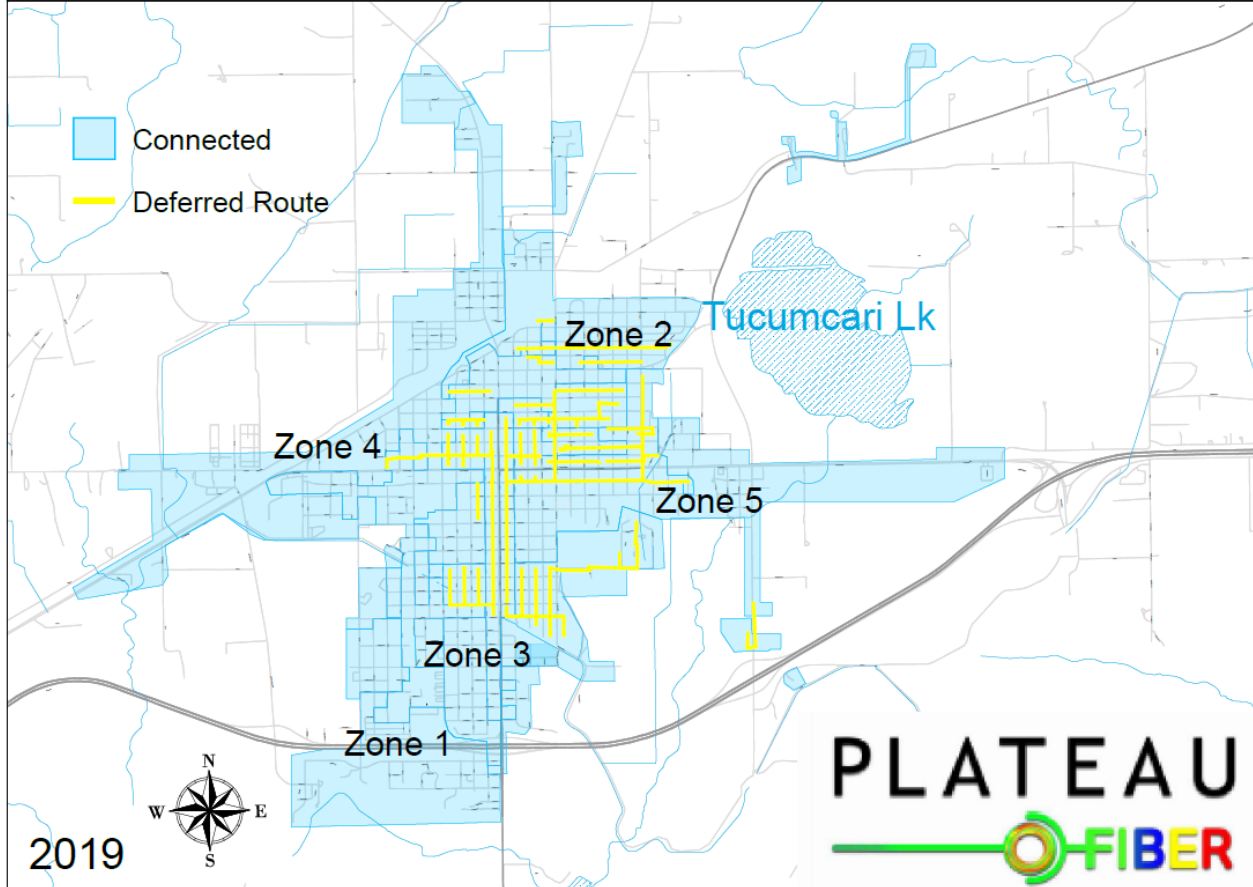 Connected
Deferred Route
Zone 2
Tucumcari Lk
Zone 4
Zone 5
Zone 3
Zone 1
N
W E
S
2019
PLATEAU
FIBER